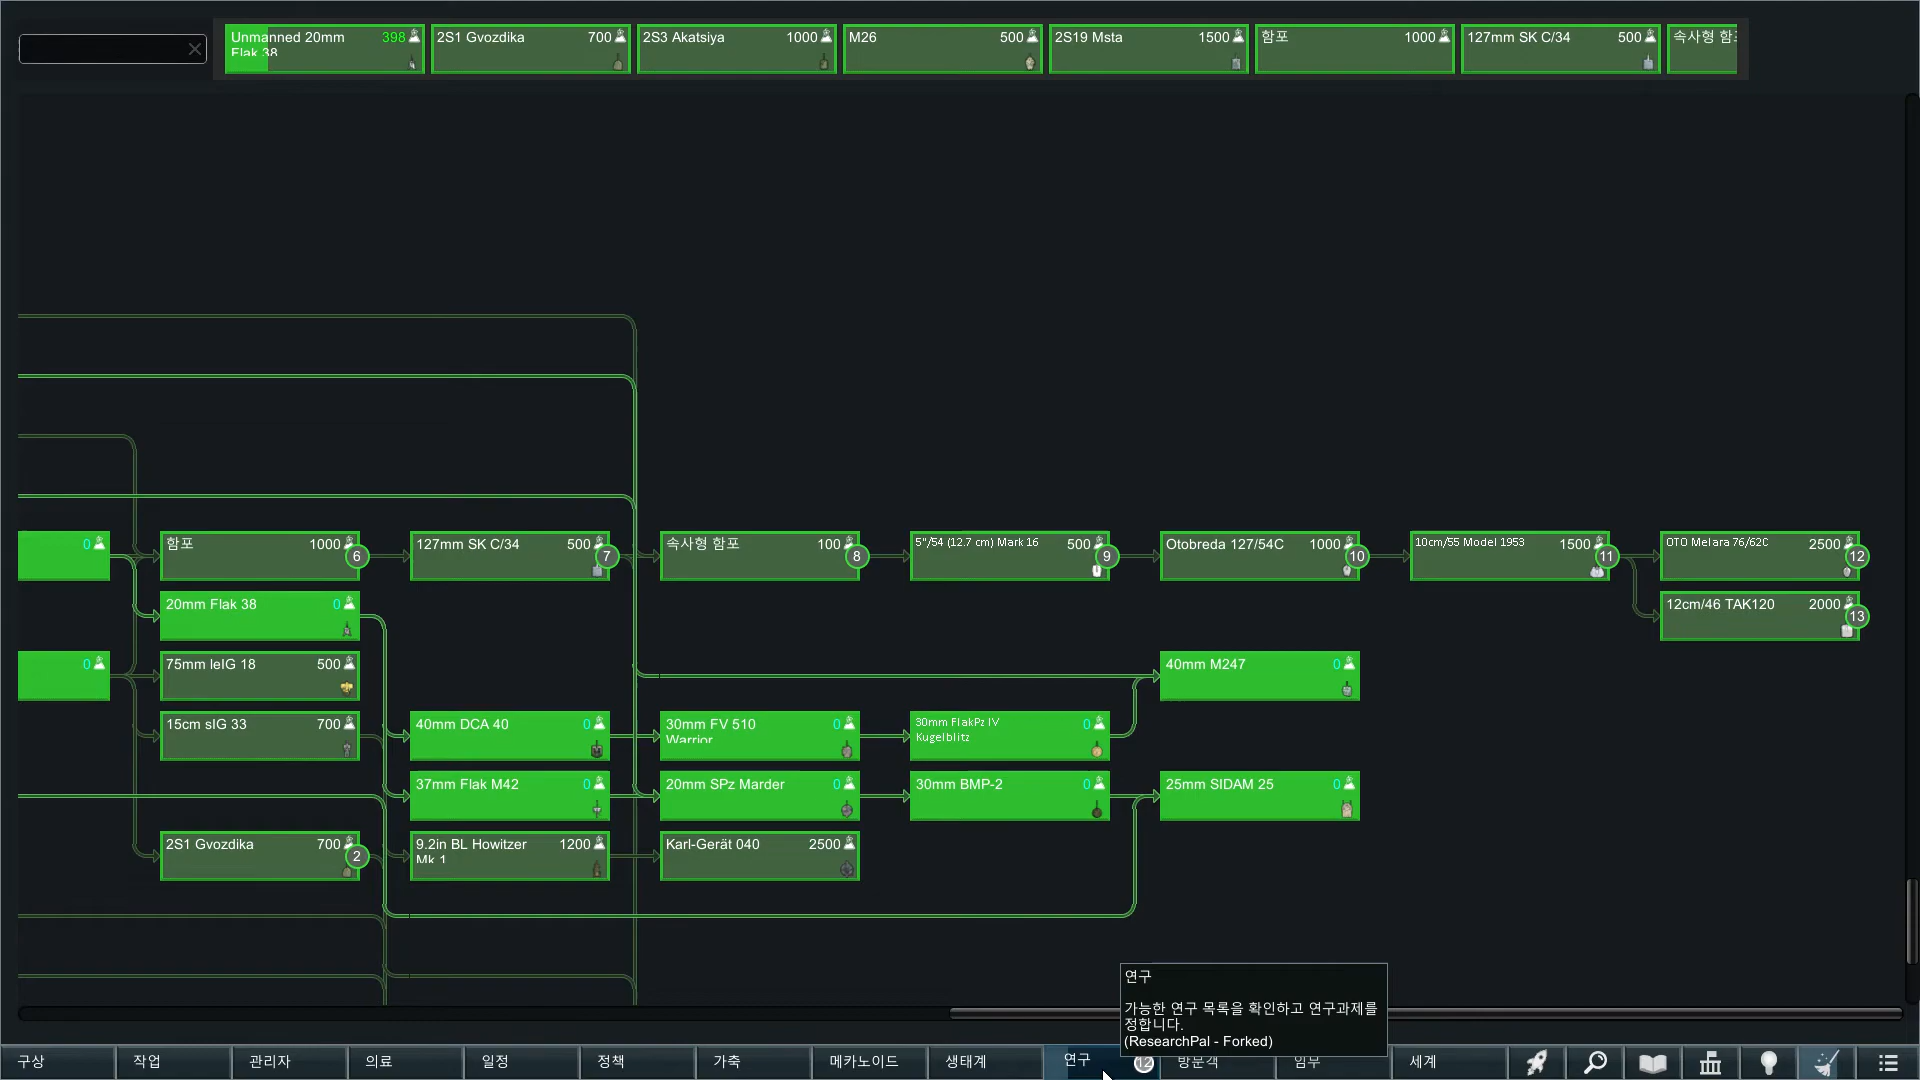 Unmanned 20mm 398
Flak 38
2S1 Gvozdika 700
2S3 Akatsiya 1000
M26 500
2S19 Msta 1500
함포 1000
127mm SK C/34 500
속사형 함포
0
함포 1000 6
127mm SK C/34 500 7
속사형 함포 100 8
5"/54 (12.7 cm) Mark 16 500 9
Otobreda 127/54C 1000 10
10cm/55 Model 1953 1500 11
OTO Melara 76/62C 2500 12
20mm Flak 38 0
12cm/46 TAK120 2000 13
0
75mm leIG 18 500
40mm M247 0
15cm sIG 33 700
40mm DCA 40 0
30mm FV 510 0
Warrior
30mm FlakPz IV 0
Kugelblitz
37mm Flak M42 0
20mm SPz Marder 0
30mm BMP-2 0
25mm SIDAM 25 0
2S1 Gvozdika 700 2
9.2in BL Howitzer 1200
Mk 1
Karl-Gerät 040 2500
연구
가능한 연구 목록을 확인하고 연구과제를
정합니다.
(ResearchPal - Forked)
구상 작업 관리자 의료 일정 정책 가축 메카노이드 생태계 연구 12 방문객 임무 세계